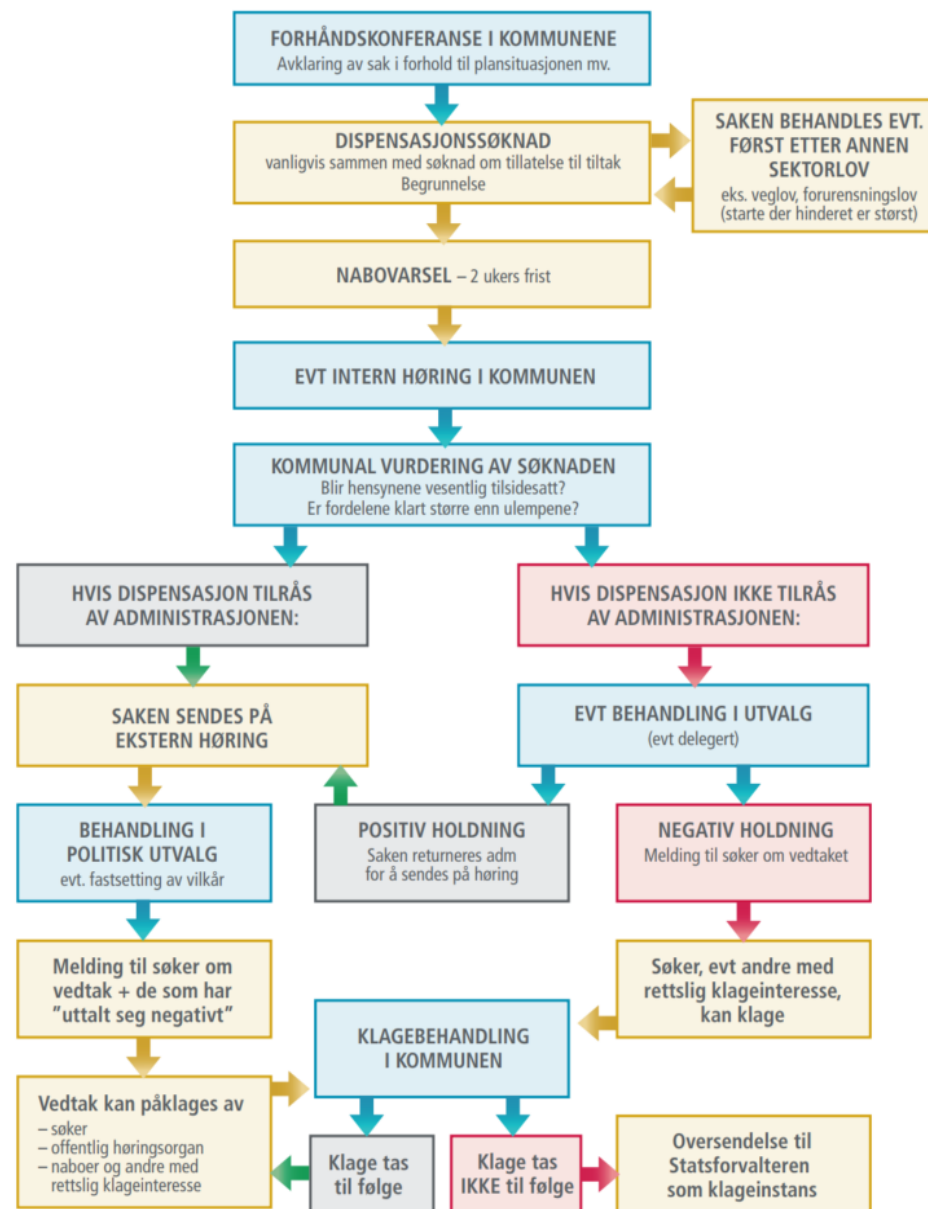 FORHÅNDSKONFERANSE I KOMMUNENE
Avklaring av sak i forhold til plansituasjonen mv.
DISPENSASJONSSØKNAD
vanligvis sammen med søknad om tillatelse til tiltak
Begrunnelse
SAKEN BEHANDLES EVT.
FØRST ETTER ANNEN
SEKTORLOV
eks. veglov, forurensningslov
(starte der hinderet er størst)
NABOVARSEL – 2 ukers frist
EVT INTERN HØRING I KOMMUNEN
KOMMUNAL VURDERING AV SØKNADEN
Blir hensynene vesentlig tilsidesatt?
Er fordelene klart større enn ulempene?
HVIS DISPENSASJON TILRÅS
AV ADMINISTRASJONEN:
HVIS DISPENSASJON IKKE TILRÅS
AV ADMINISTRASJONEN:
SAKEN SENDES PÅ
EKSTERN HØRING
EVT BEHANDLING I UTVALG
(evt delegert)
BEHANDLING I
POLITISK UTVALG
evt. fastsetting av vilkår
POSITIV HOLDNING
Saken returneres adm
for å sendes på høring
NEGATIV HOLDNING
Melding til søker om vedtaket
Melding til søker om
vedtak + de som har
”uttalt seg negativt”
Søker, evt andre med
rettslig klageinteresse,
kan klage
KLAGEBEHANDLING
I KOMMUNEN
Vedtak kan påklages av
– søker
– offentlig høringsorgan
– naboer og andre med
rettslig klageinteresse
Klage tas
til følge
Klage tas
IKKE til følge
Oversendelse til
Statsforvalteren
som klageinstans